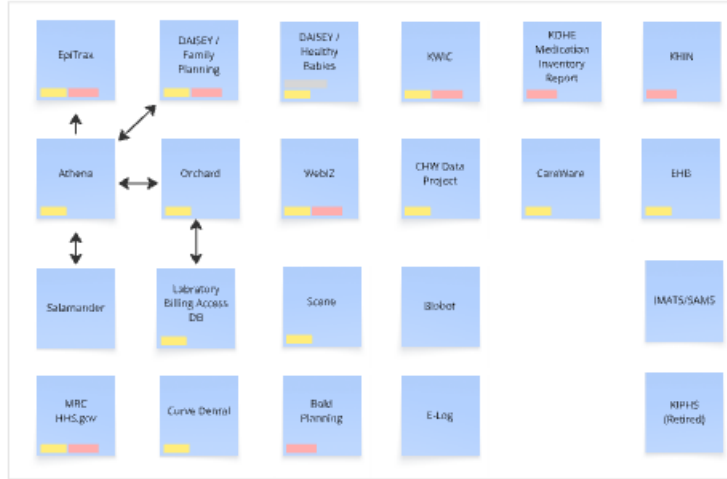 EpiTrax
DAISEY /
Family
Planning
DAISEY /
Healthy
Babies
KWIC
KDHE
Medication
Inventory
Report
KHIN
Athena
Orchard
WebIZ
CHW Data
Project
CareWare
EHB
Salamander
Labratory
Billing Access
DB
Scene
Biobot
IMATS/SAMS
MRC
HHS.gov
Curve Dental
Bold
Planning
E-Log
KIPHS
(Retired)